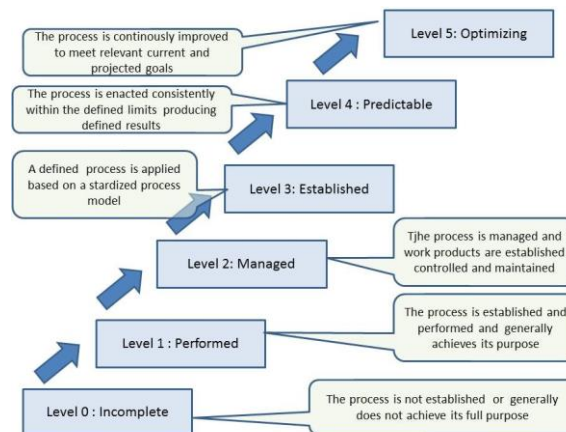 The process is continously improved
to meet relevant current and
projected goals
Level 5: Optimizing
The process is enacted consistently
within the defined limits producing
defined results
Level 4 : Predictable
A defined process is applied
based on a stardized process
model
Level 3: Established
Level 2: Managed
Tjhe process is managed and
work products are established
controlled and maintained
Level 1 : Performed
The process is established and
performed and generally
achieves its purpose
Level 0 : Incomplete
The process is not established or generally
does not achieve its full purpose